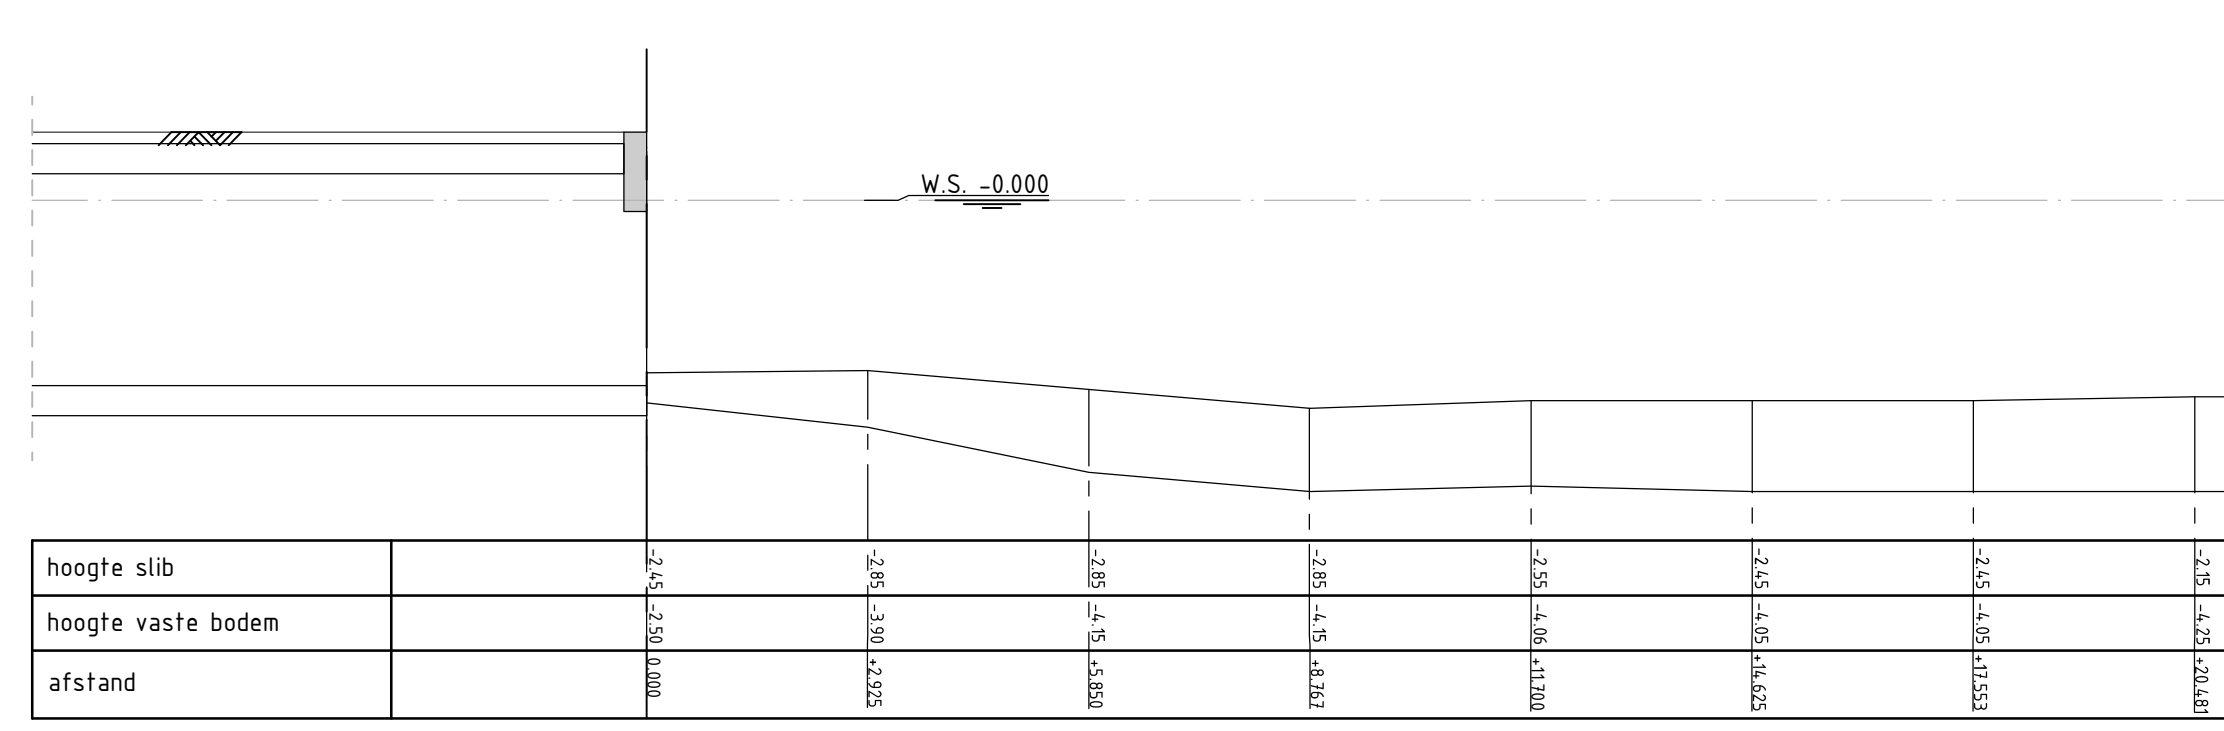 W.S. -0.000
hoogte slib -2.45 -2.85 -2.85 -2.85 -2.55 -2.45 -2.45 -2.15
hoogte vaste bodem -2.50 -3.90 -4.15 -4.15 -4.06 -4.05 -4.05 -4.25
afstand 0.000 +2.925 +5.850 +8.767 +11.700 +14.625 +17.553 +20.481